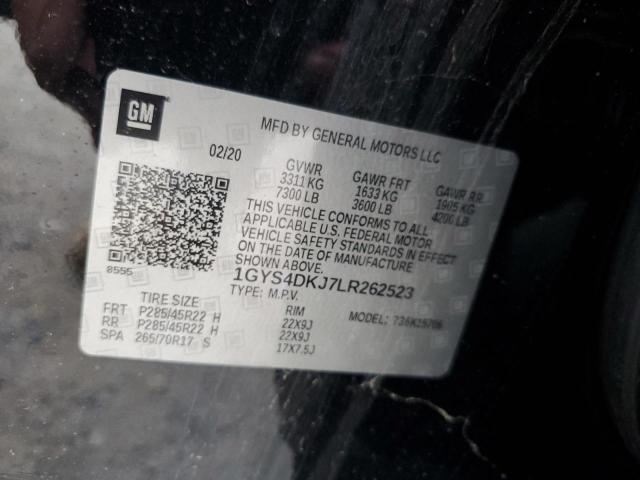 GM
MFD BY GENERAL MOTORS LLC
02/20
GVWR GAWR FRT GAWR RR
3311 KG 1633 KG 1905 KG
7300 LB 3600 LB 4200 LB
THIS VEHICLE CONFORMS TO ALL
APPLICABLE U.S. FEDERAL MOTOR
VEHICLE SAFETY STANDARDS IN EFFECT
ON THE DATE OF MANUFACTURE
SHOWN ABOVE.
8555
1GYS4DKJ7LR262523
TYPE: M.P.V. MODEL:
TIRE SIZE RIM
FRT P285/45R22 H 22X9J
RR P285/45R22 H 22X9J
SPA 265/70R17 S 17X7.5J